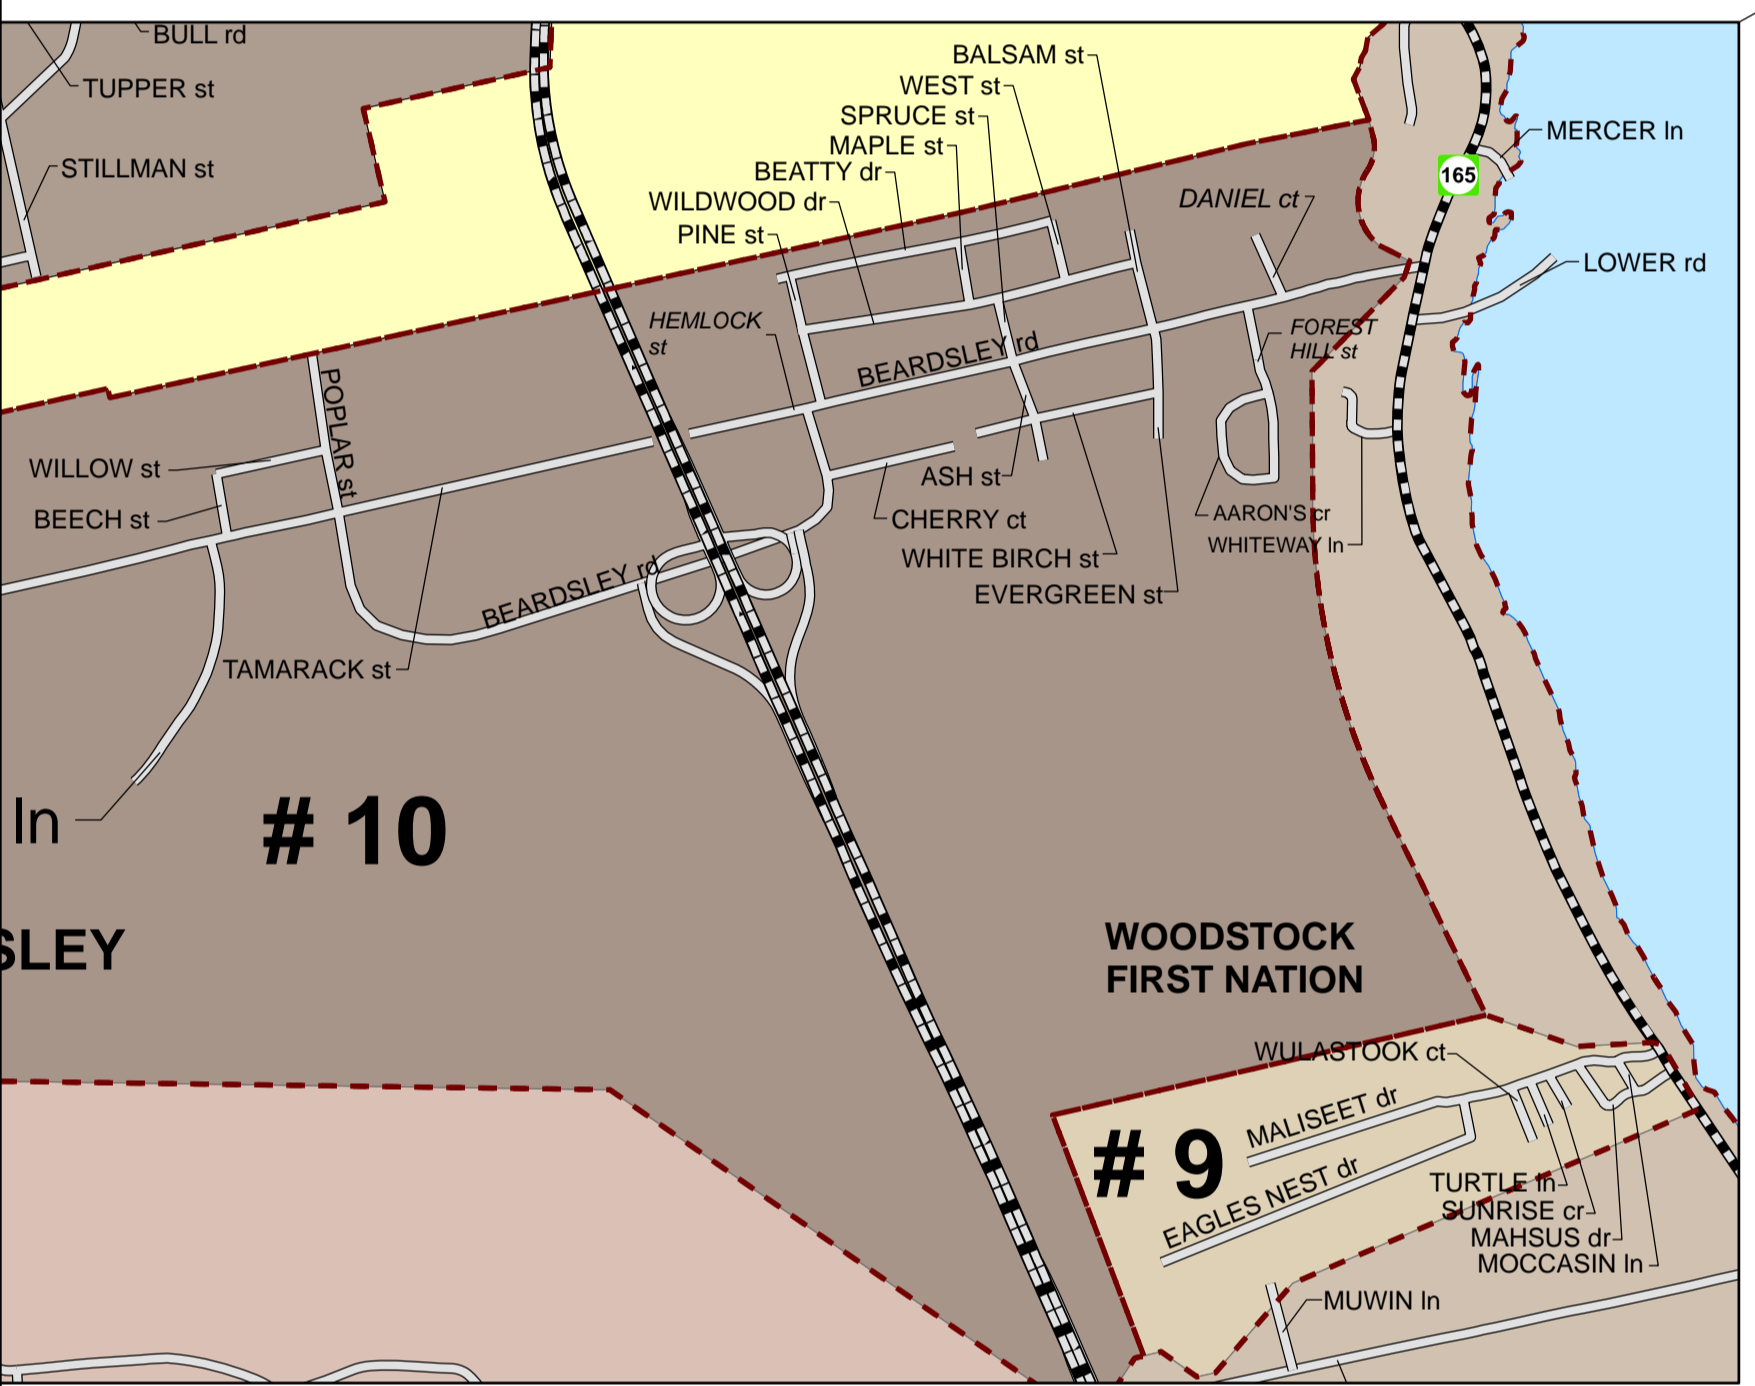 BULL rd
TUPPER st
STILLMAN st
BALSAM st
WEST st
SPRUCE st
MAPLE st
BEATTY dr
WILDWOOD dr
PINE st
MERCER ln
165
DANIEL ct
LOWER rd
HEMLOCK
st
FOREST
HILL st
BEARDSLEY rd
POPLAR st
WILLOW st
BEECH st
ASH st
CHERRY ct
AARON'S cr
WHITEWAY ln
WHITE BIRCH st
EVERGREEN st
BEARDSLEY rd
TAMARACK st
ln
# 10
SLEY
WOODSTOCK
FIRST NATION
WULASTOOK ct
MALISEET dr
# 9
EAGLES NEST dr
TURTLE ln
SUNRISE cr
MAHSUS dr
MOCCASIN ln
MUWIN ln